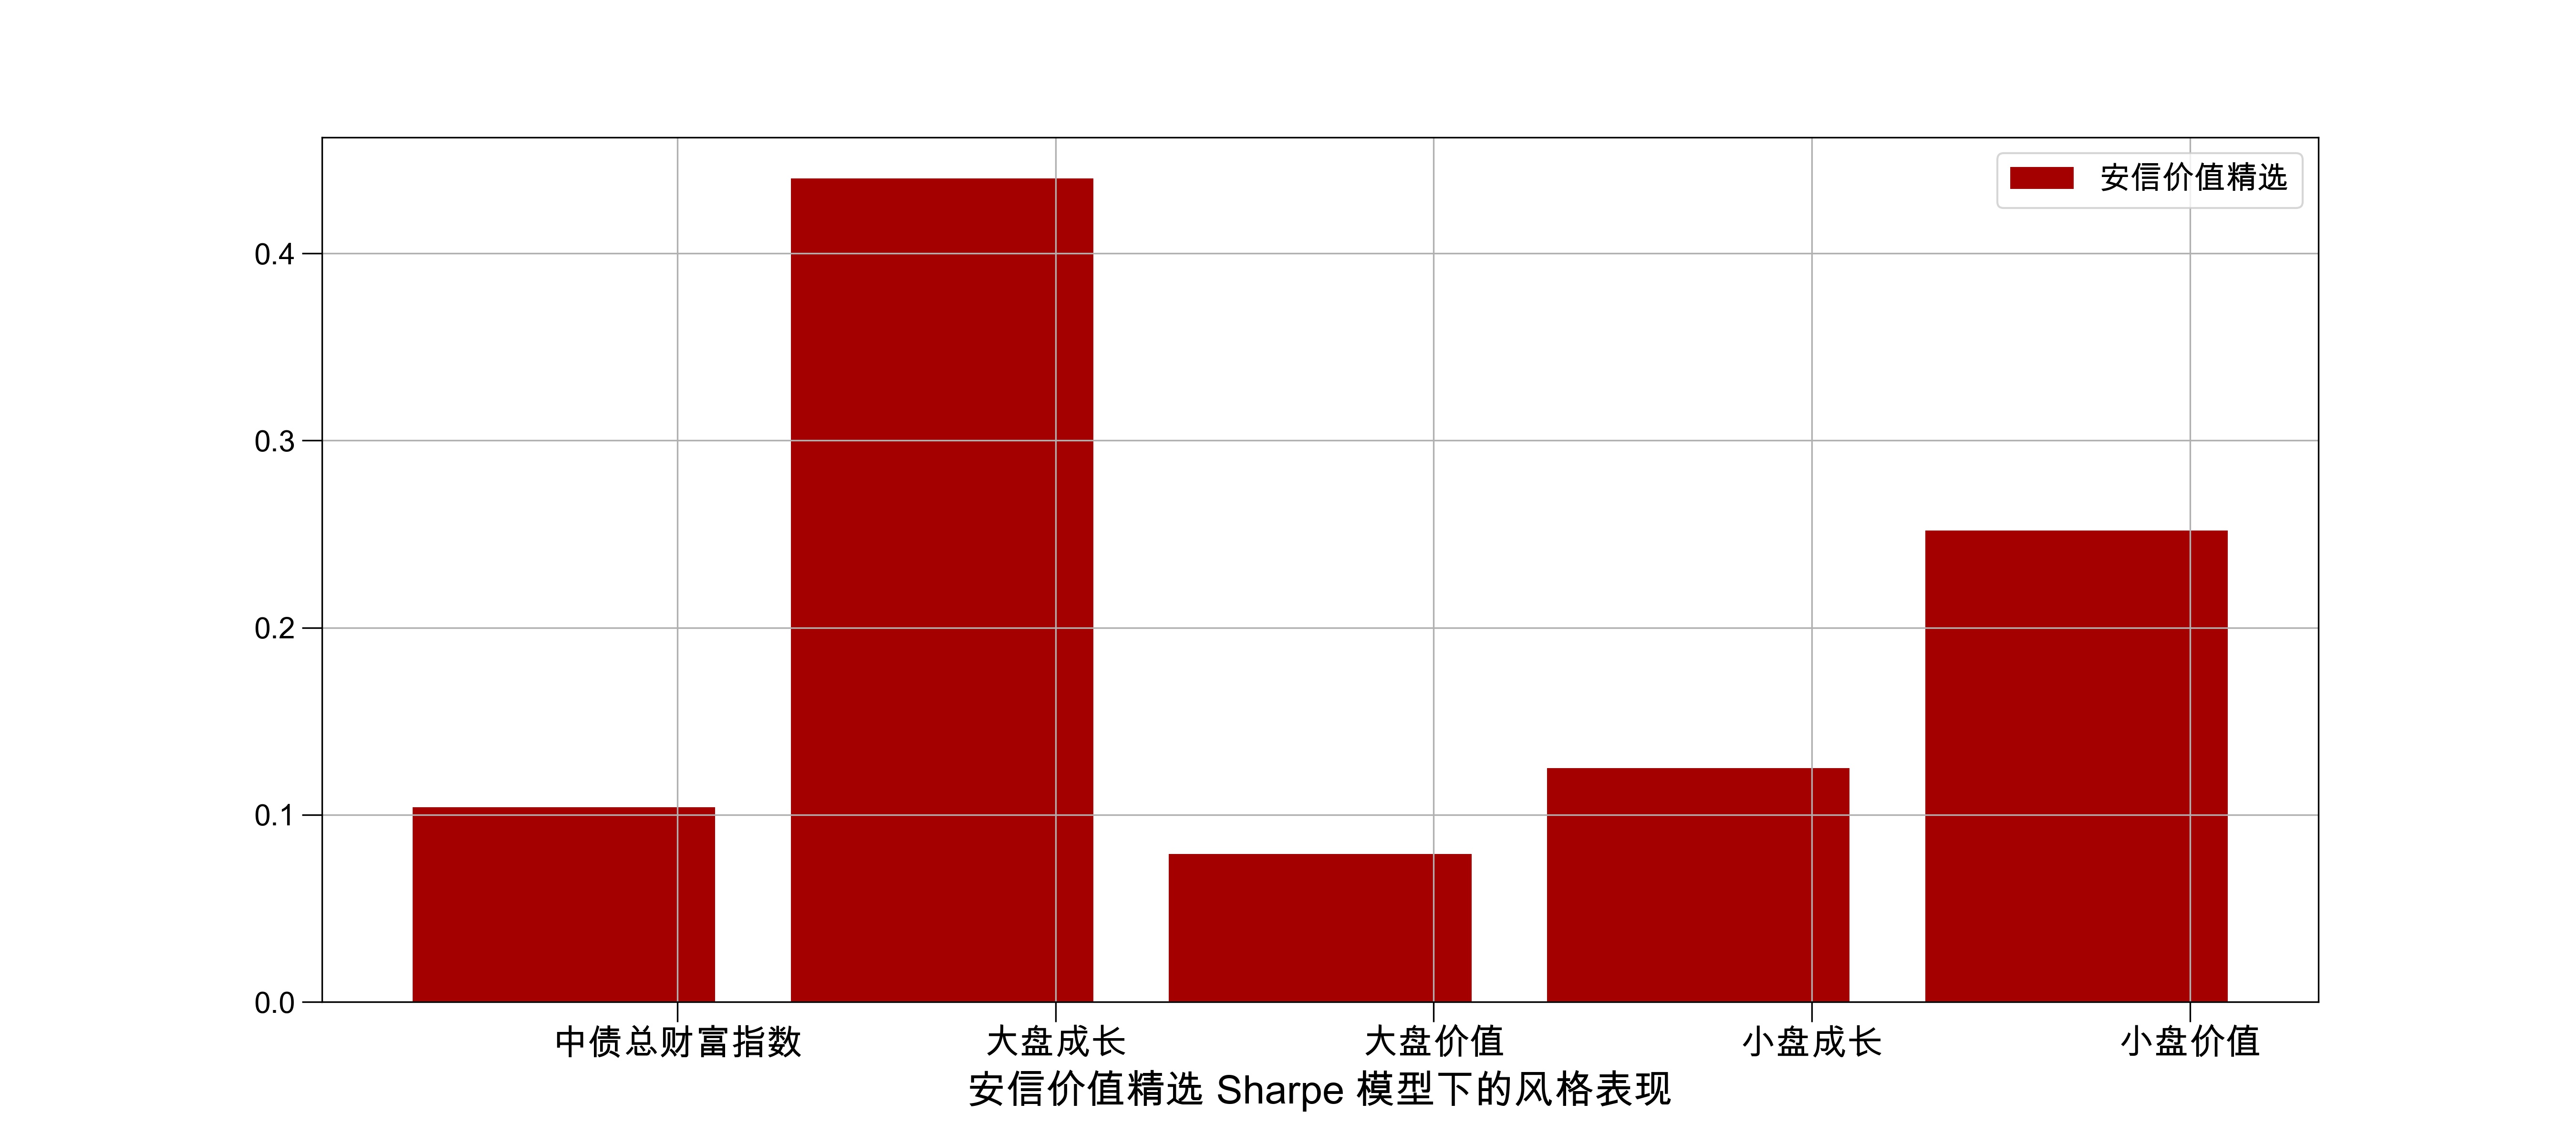 安信价值精选
0.4
0.3
0.2
0.1
0.0
中债总财富指数 大盘成长 大盘价值 小盘成长 小盘价值
安信价值精选 Sharpe 模型下的风格表现